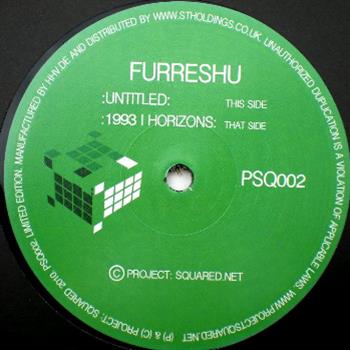 FURRESHU
:UNTITLED: THIS SIDE
:1993 I HORIZONS: THAT SIDE
PSQ002
© PROJECT: SQUARED.NET
(P) & (C) PROJECT: SQUARED 2010 PSQ002. LIMITED EDITION. MANUFACTURED BY HHV.DE AND DISTRIBUTED BY WWW.STHOLDINGS.CO.UK. UNAUTHORIZED DUPLICATION IS A VIOLATION OF APPLICABLE LAWS. WWW.PROJECTSQUARED.NET